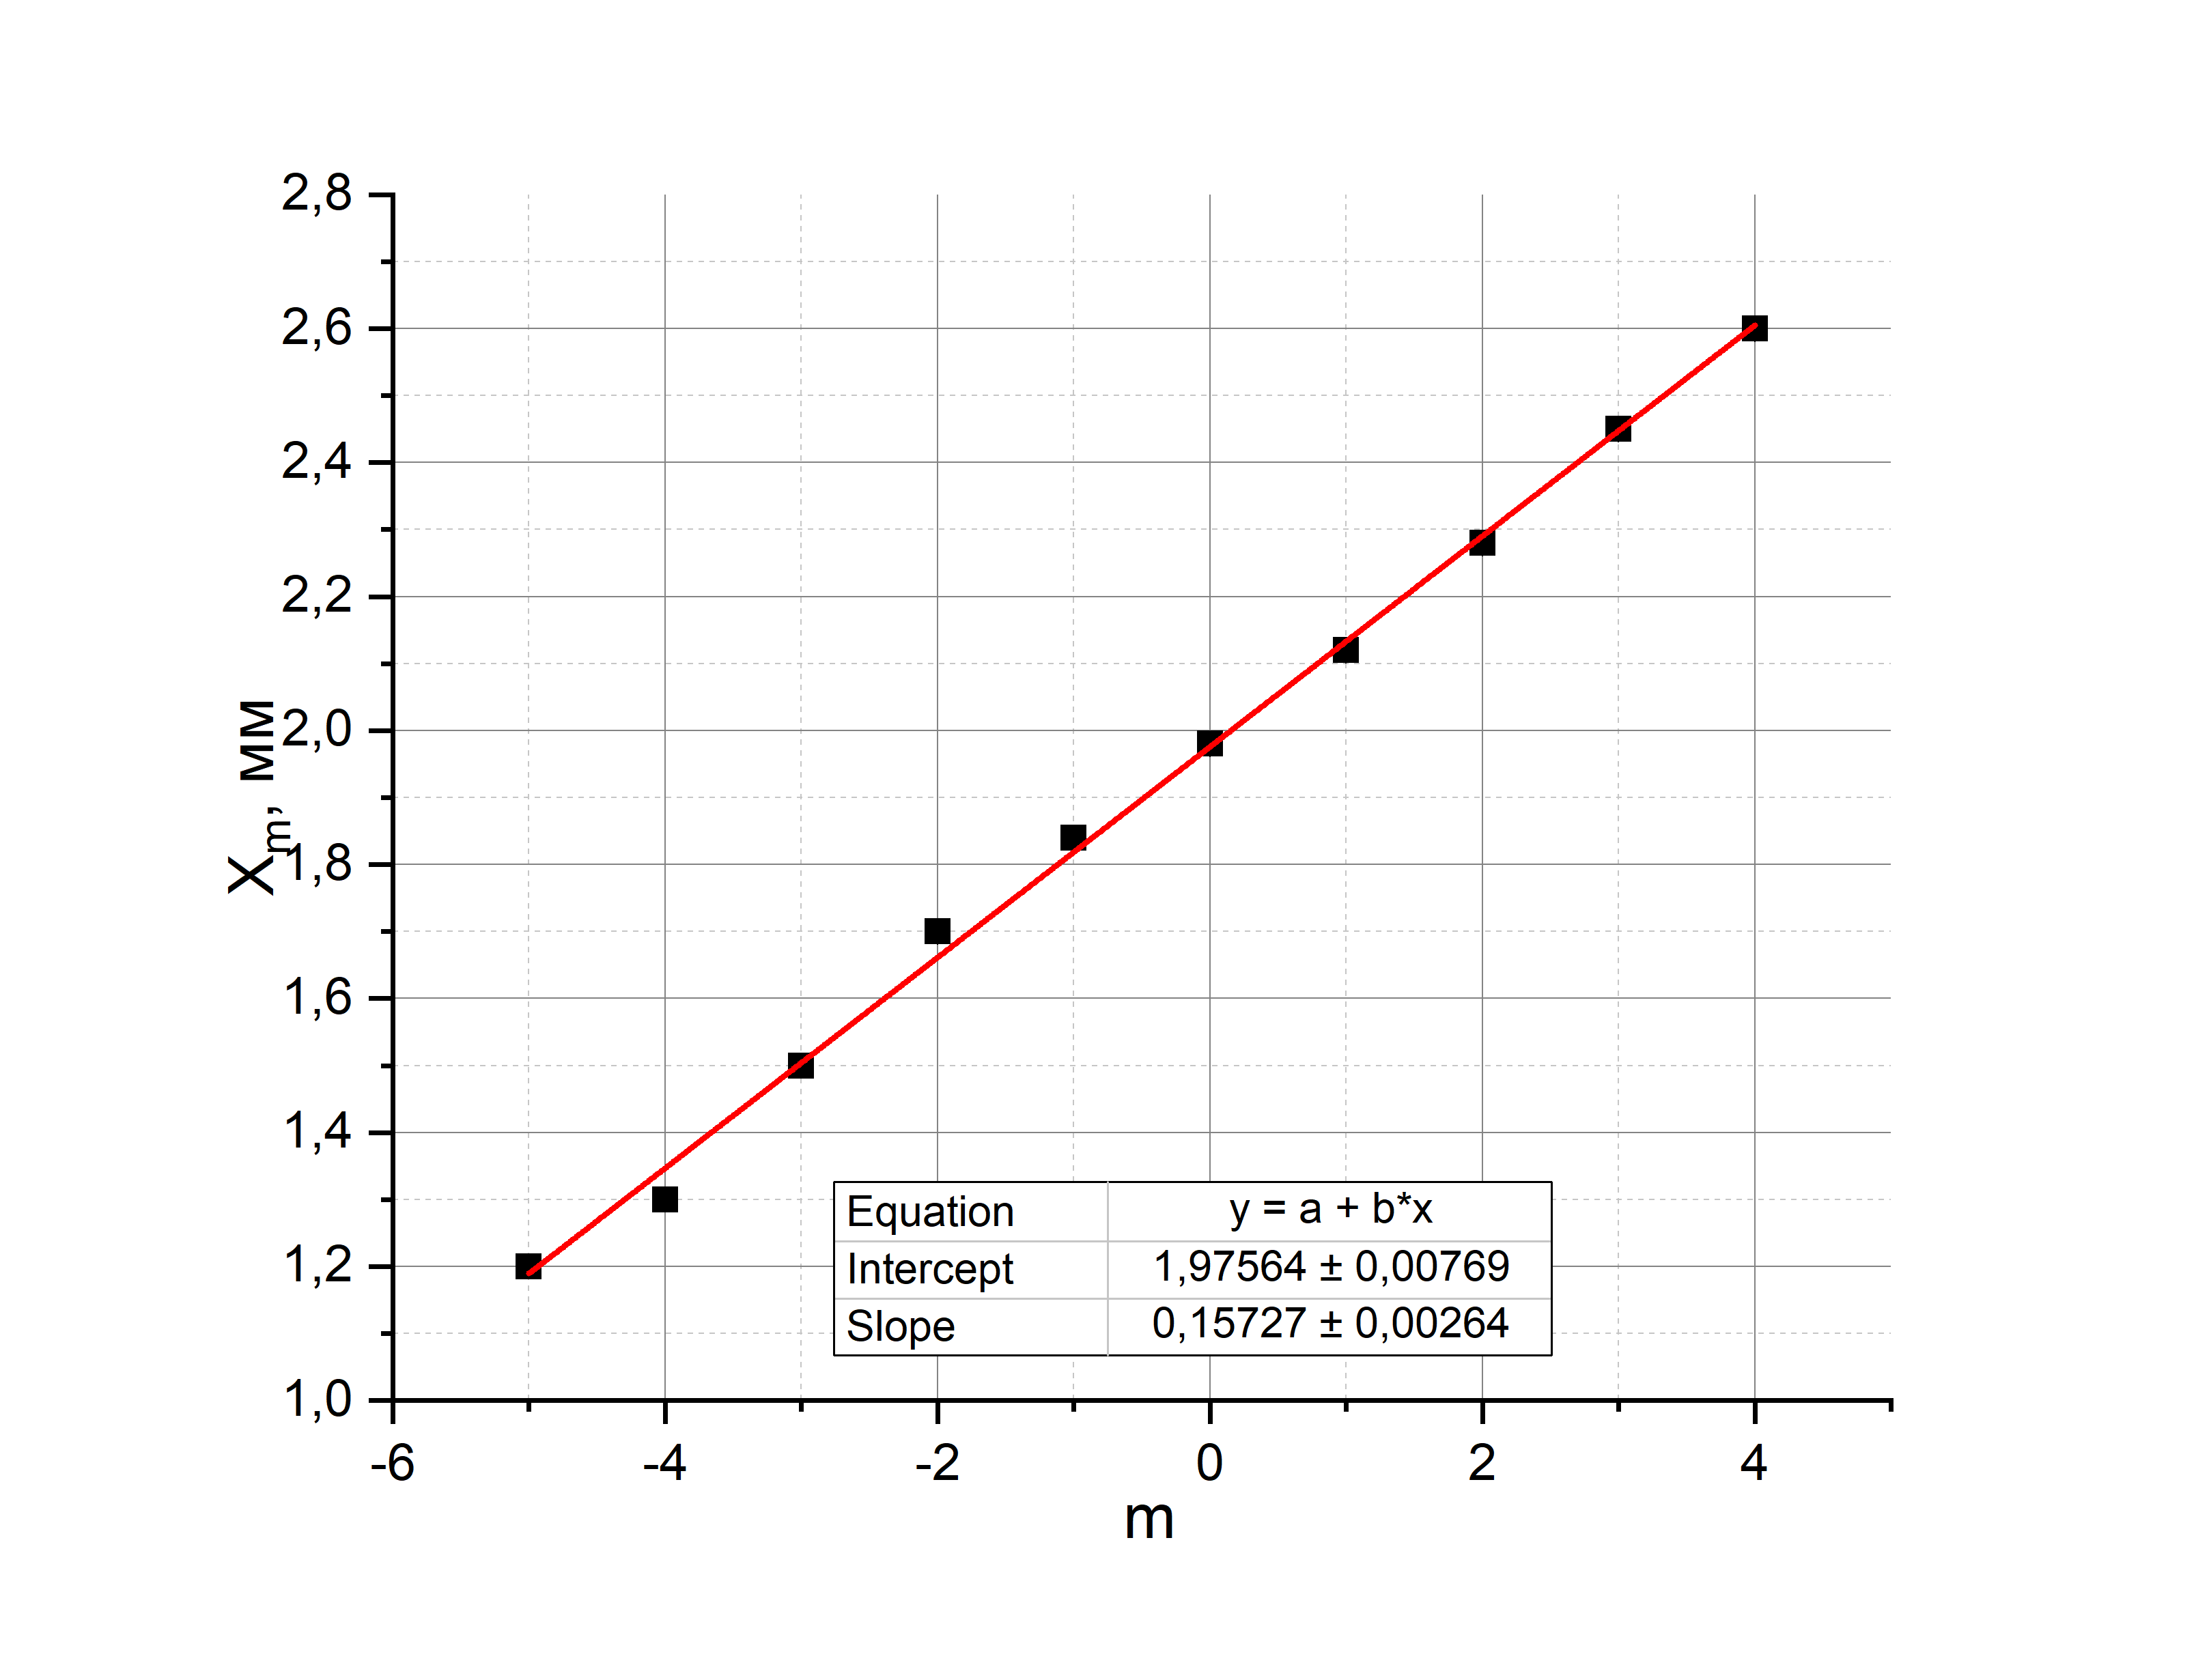 2,8
2,6
2,4
2,2
2,0
1,8
1,6
1,4
1,2
1,0
Xm, мм
-6 -4 -2 0 2 4
m
Equation y = a + b*x
Intercept 1,97564 ± 0,00769
Slope 0,15727 ± 0,00264